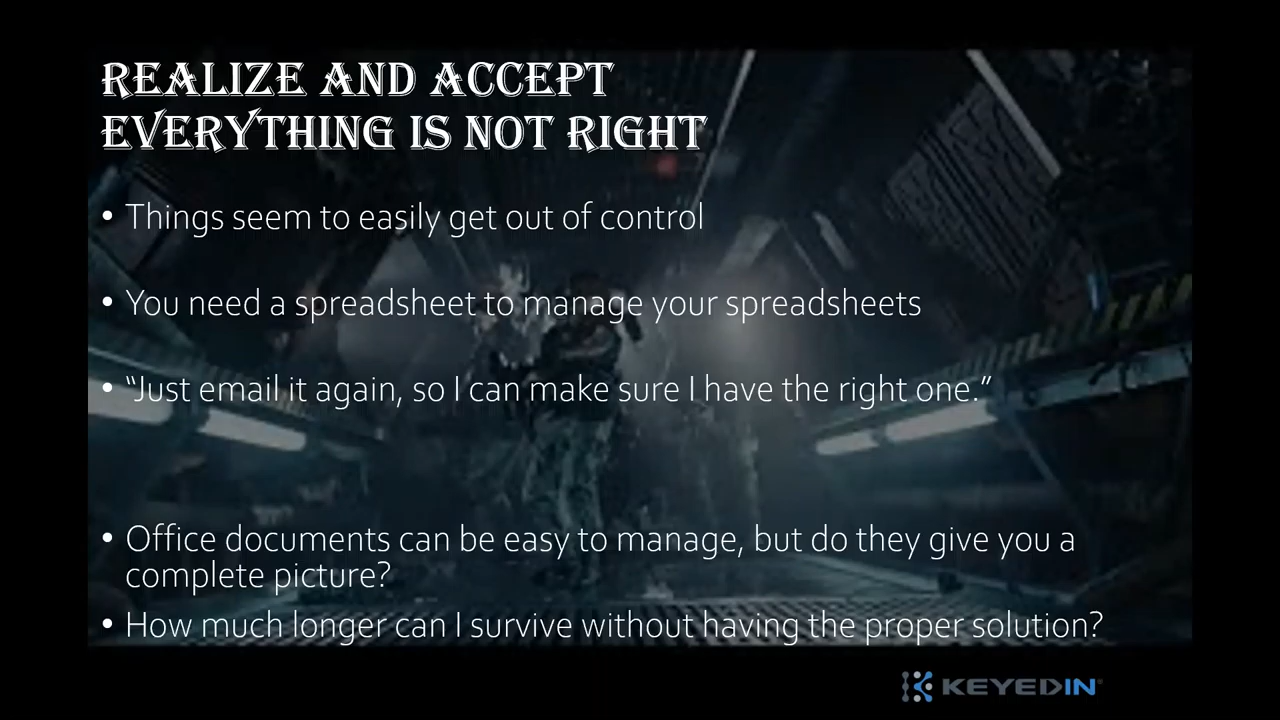 REALIZE AND ACCEPT
EVERYTHING IS NOT RIGHT
• Things seem to easily get out of control
• You need a spreadsheet to manage your spreadsheets
• “Just email it again, so I can make sure I have the right one.”
• Office documents can be easy to manage, but do they give you a
complete picture?
• How much longer can I survive without having the proper solution?
KEYEDIN